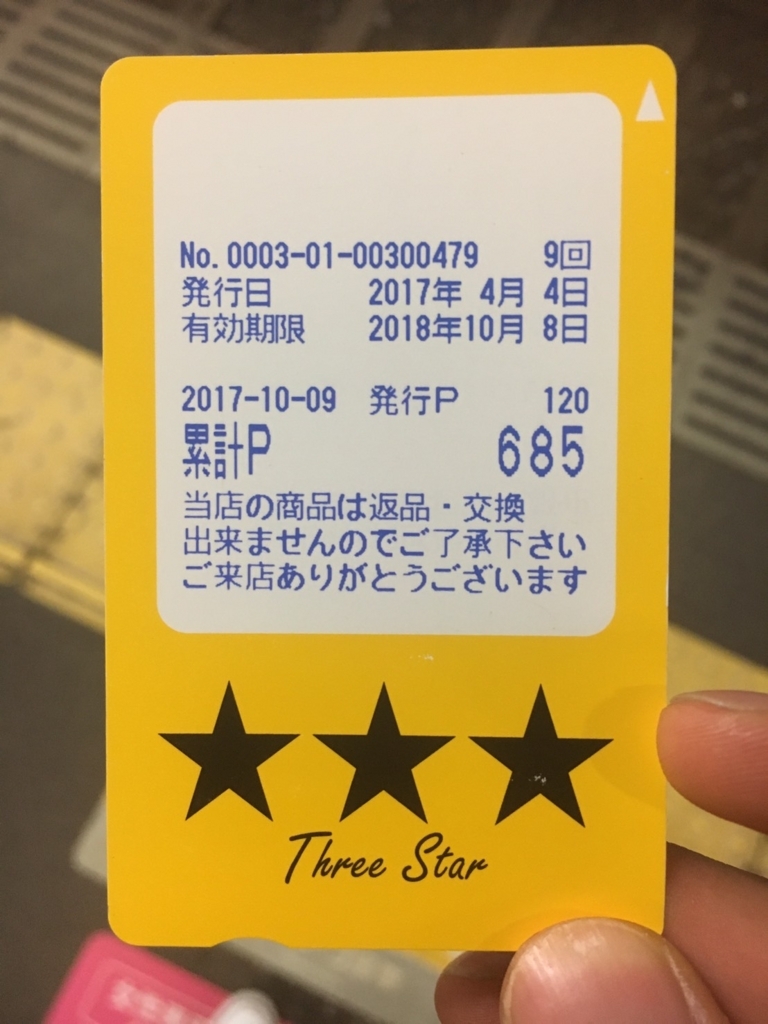 No. 0003-01-00300479 9回
発行日 2017年 4月 4日
有効期限 2018年10月 8日
2017-10-09 発行P 120
累計P 685
当店の商品は返品・交換
出来ませんのでご了承下さい
ご来店ありがとうございます
Three Star